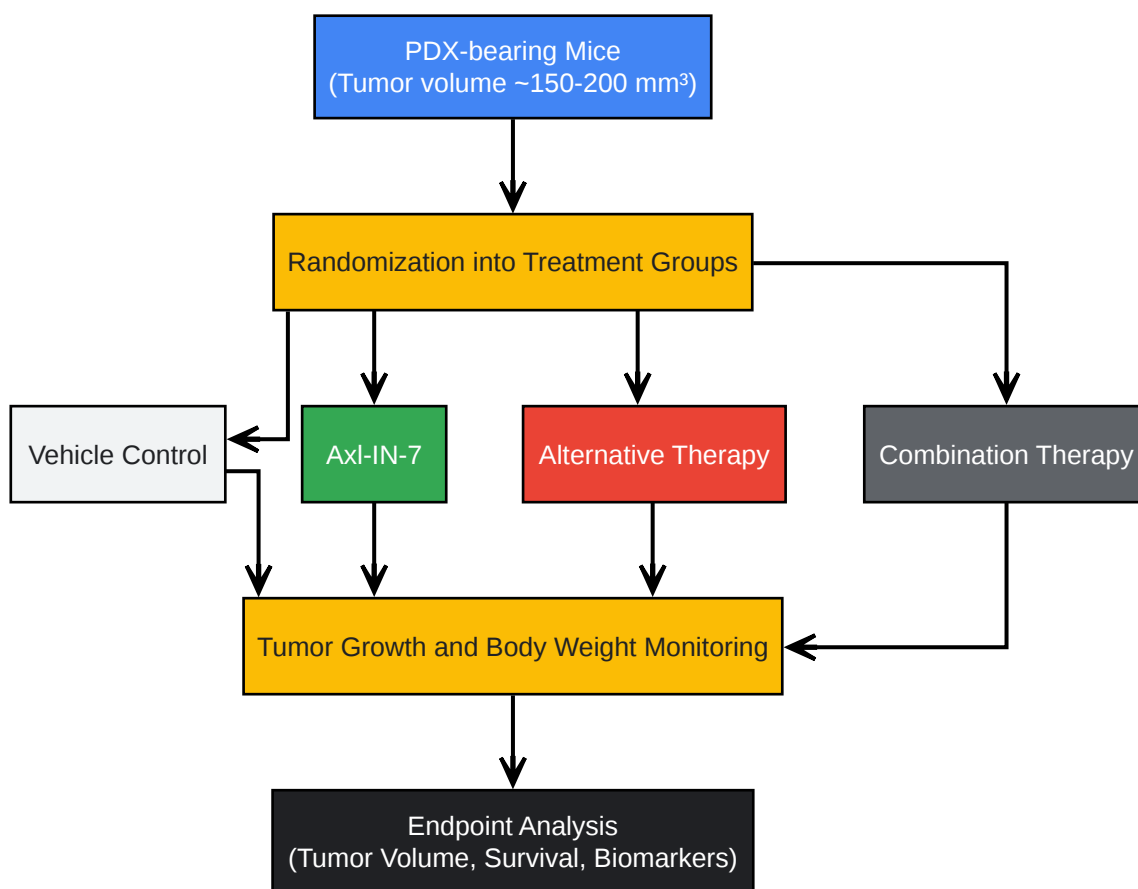 PDX-bearing Mice
(Tumor volume ~150-200 mm³)
Randomization into Treatment Groups
Vehicle Control
Axl-IN-7
Alternative Therapy
Combination Therapy
Tumor Growth and Body Weight Monitoring
Endpoint Analysis
(Tumor Volume, Survival, Biomarkers)